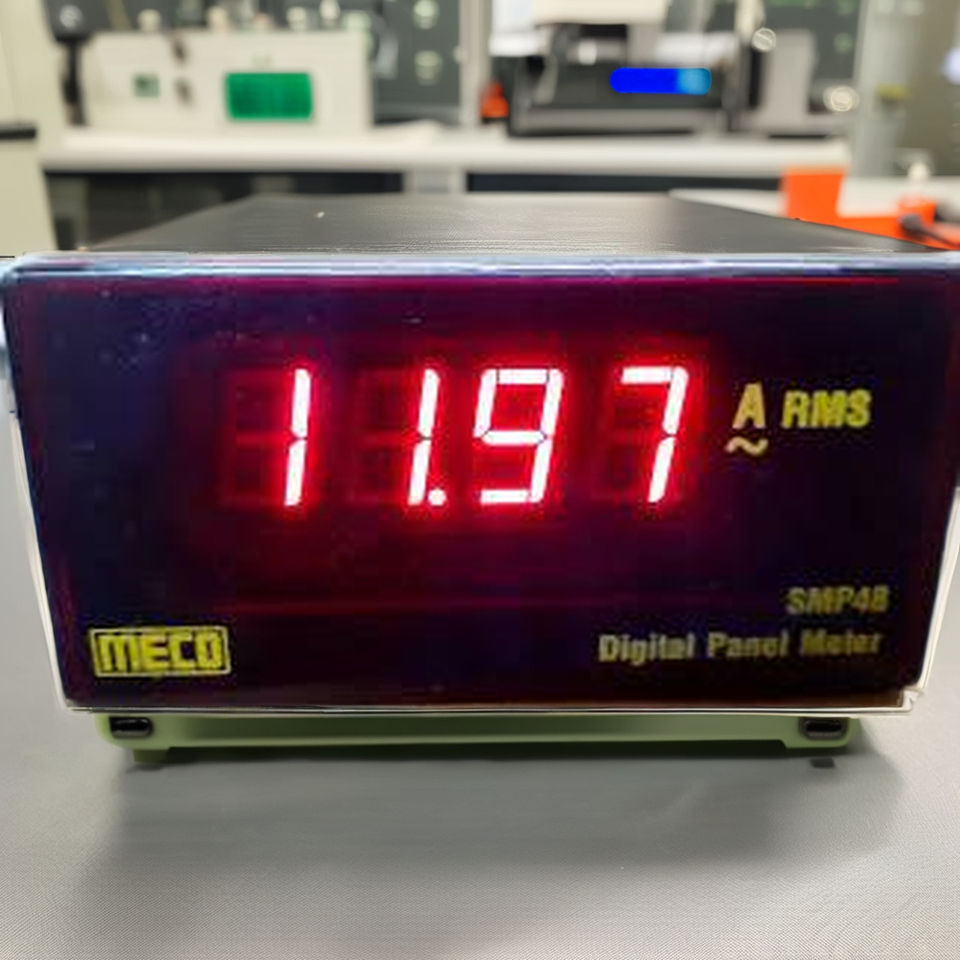 11.97
A RMS
~
SMP48
MECO
Digital Panel Meter